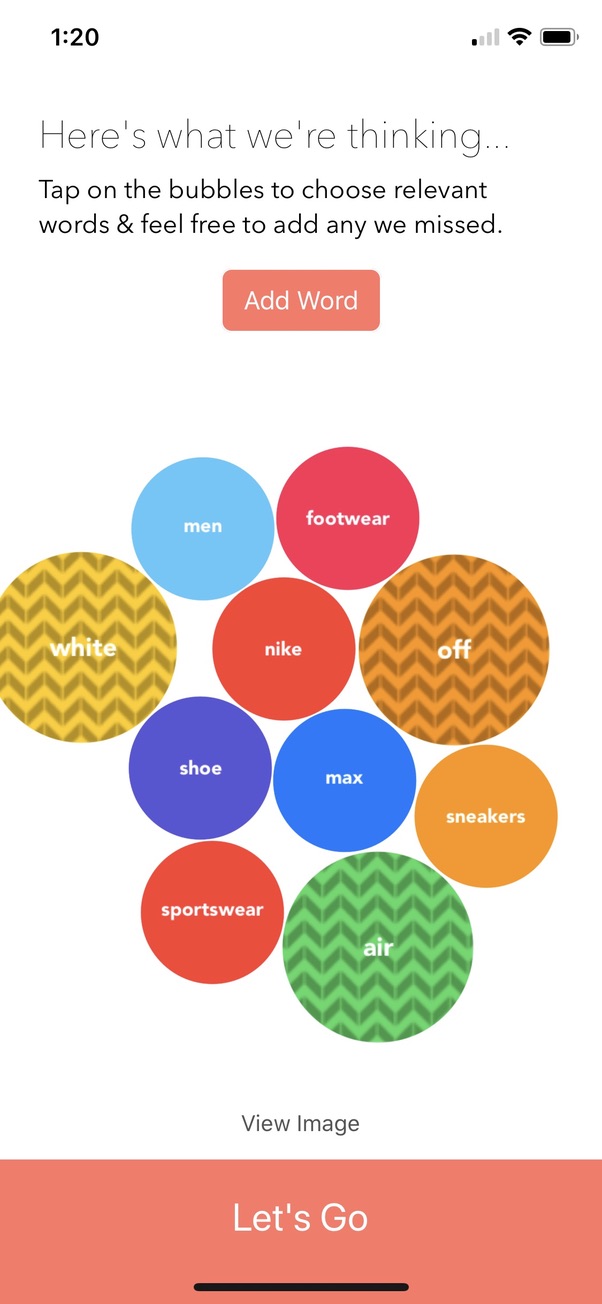 1:20
Here's what we're thinking...
Tap on the bubbles to choose relevant
words & feel free to add any we missed.
Add Word
men
footwear
white
nike
off
shoe
max
sneakers
sportswear
air
View Image
Let's Go